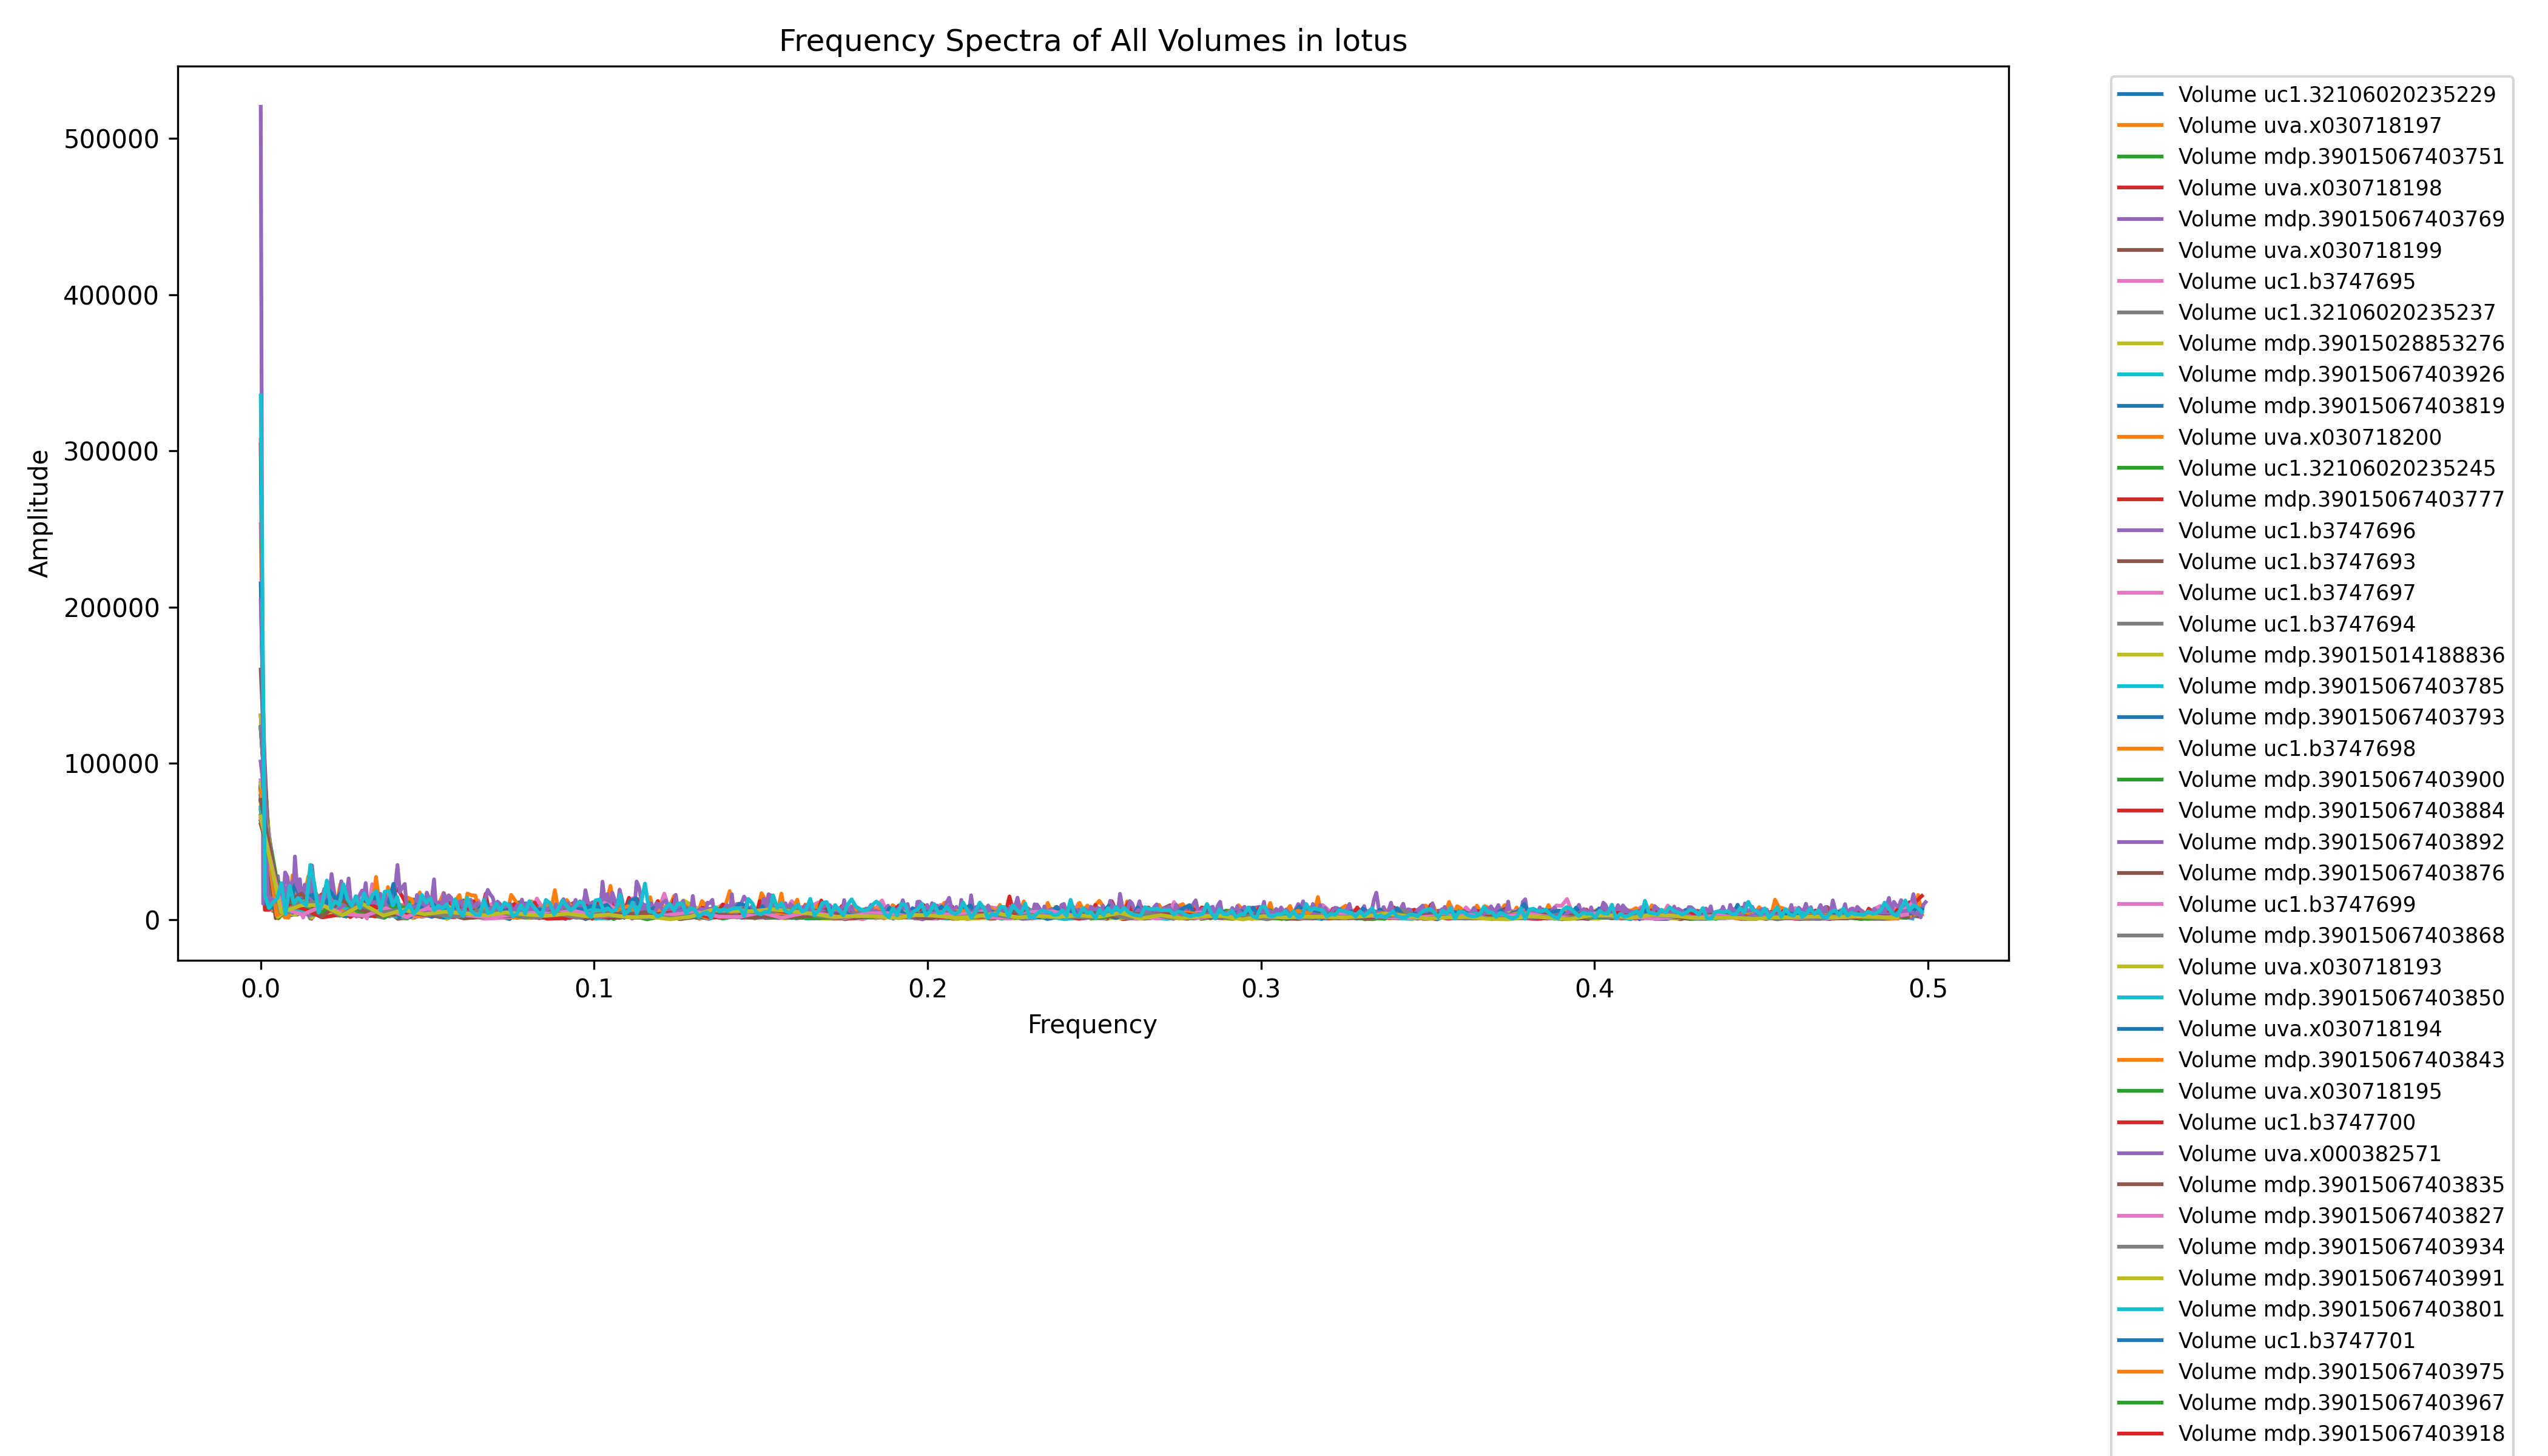 Frequency Spectra of All Volumes in lotus
500000
400000
300000
200000
100000
0
Amplitude
0.0 0.1 0.2 0.3 0.4 0.5
Frequency
Volume uc1.32106020235229
Volume uva.x030718197
Volume mdp.39015067403751
Volume uva.x030718198
Volume mdp.39015067403769
Volume uva.x030718199
Volume uc1.b3747695
Volume uc1.32106020235237
Volume mdp.39015028853276
Volume mdp.39015067403926
Volume mdp.39015067403819
Volume uva.x030718200
Volume uc1.32106020235245
Volume mdp.39015067403777
Volume uc1.b3747696
Volume uc1.b3747693
Volume uc1.b3747697
Volume uc1.b3747694
Volume mdp.39015014188836
Volume mdp.39015067403785
Volume mdp.39015067403793
Volume uc1.b3747698
Volume mdp.39015067403900
Volume mdp.39015067403884
Volume mdp.39015067403892
Volume mdp.39015067403876
Volume uc1.b3747699
Volume mdp.39015067403868
Volume uva.x030718193
Volume mdp.39015067403850
Volume uva.x030718194
Volume mdp.39015067403843
Volume uva.x030718195
Volume uc1.b3747700
Volume uva.x000382571
Volume mdp.39015067403835
Volume mdp.39015067403827
Volume mdp.39015067403934
Volume mdp.39015067403991
Volume mdp.39015067403801
Volume uc1.b3747701
Volume mdp.39015067403975
Volume mdp.39015067403967
Volume mdp.39015067403918